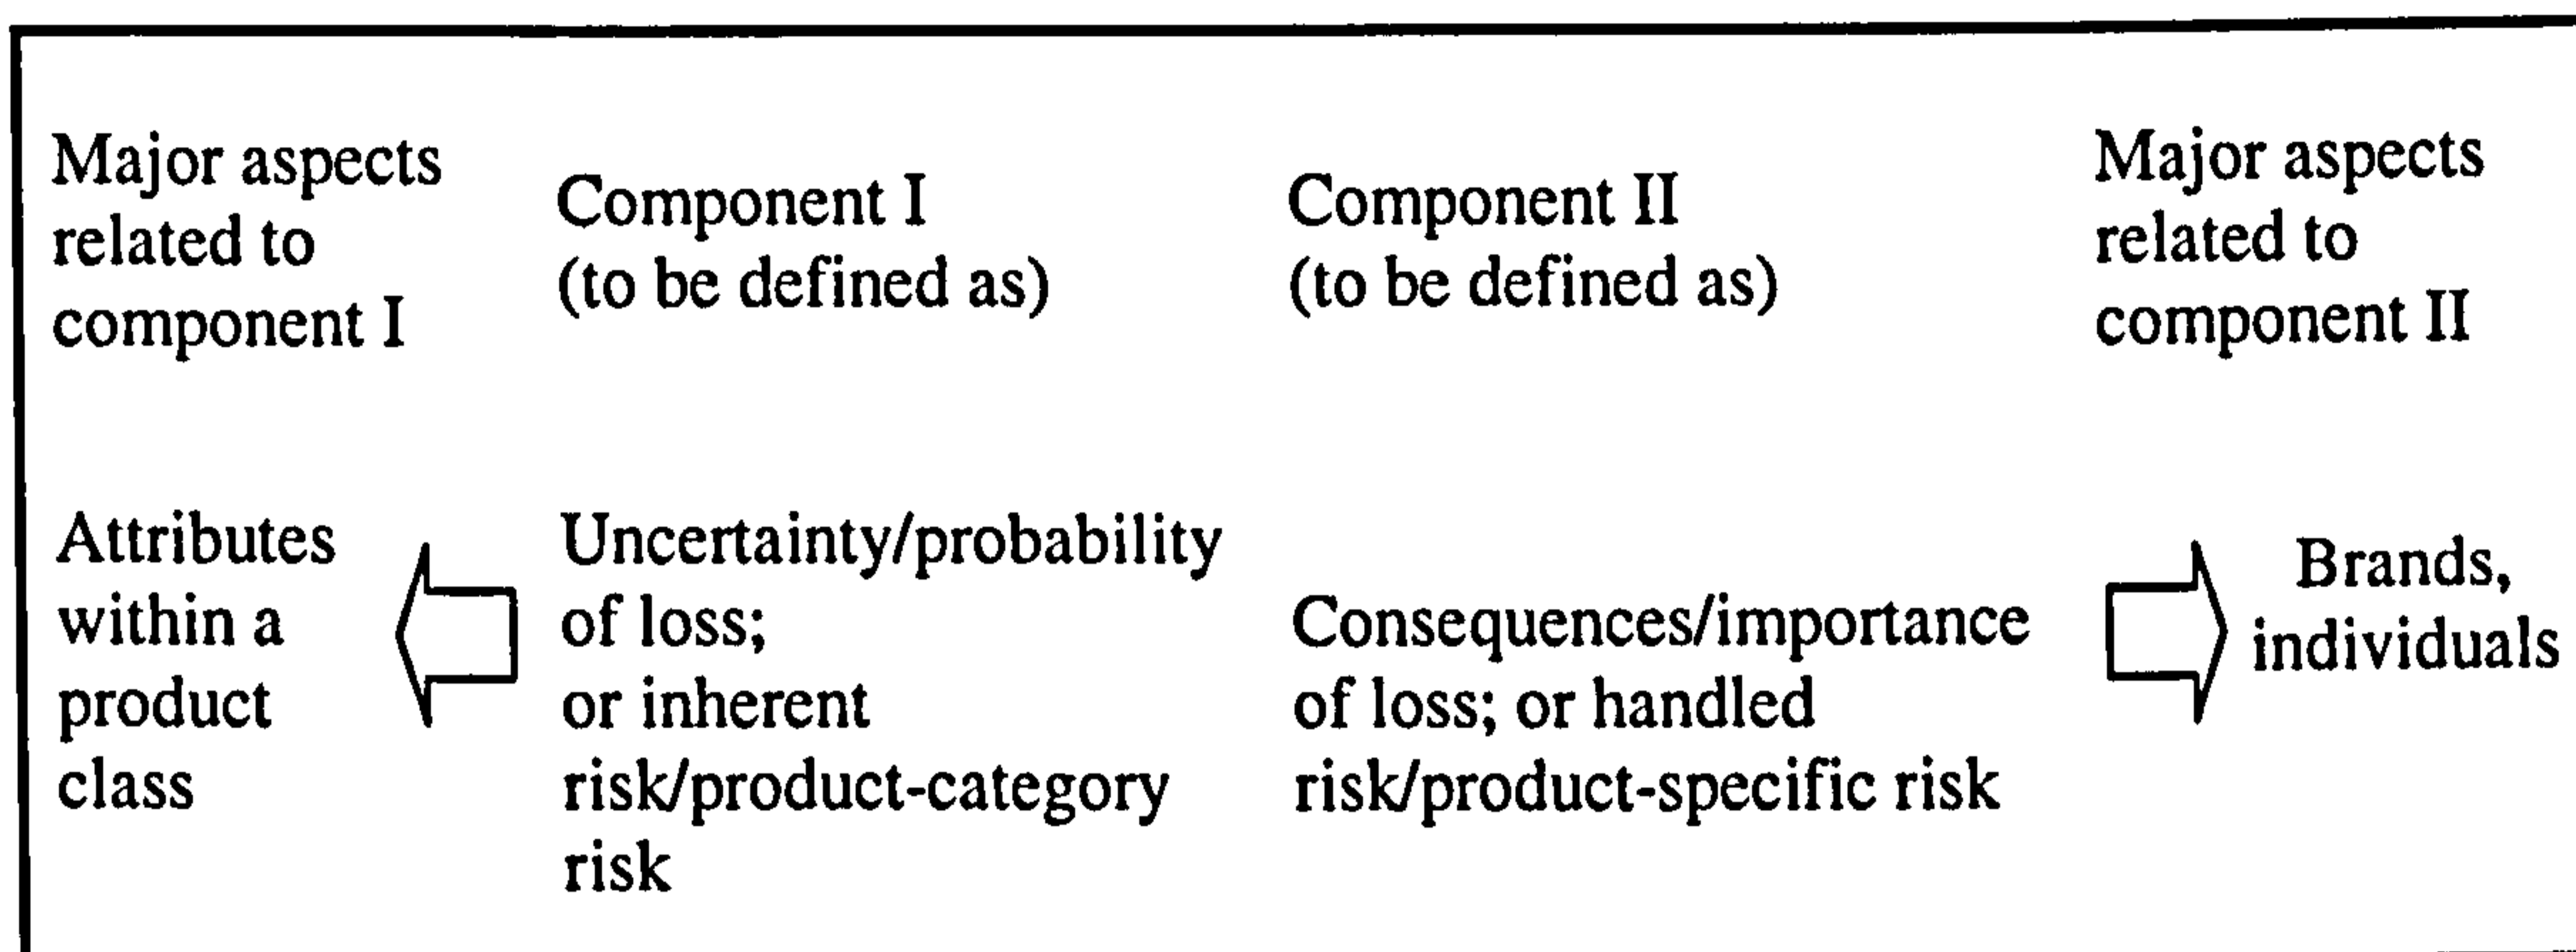 Major aspects
related to
component I
Component I
(to be defined as)
Component II
(to be defined as)
Major aspects
related to
component II
Attributes
within a
product
class
Uncertainty/probability
of loss;
or inherent
risk/product-category
risk
Consequences/importance
of loss; or handled
risk/product-specific risk
Brands,
individuals